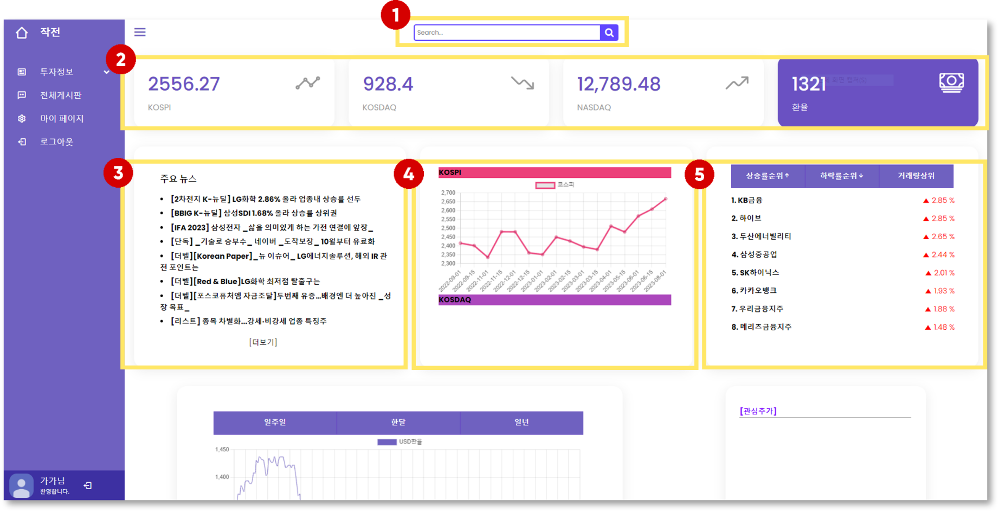 1
작전
Search...
2
투자정보
전체게시판
마이 페이지
로그아웃
2556.27
KOSPI
928.4
KOSDAQ
12,789.48
NASDAQ
1321
화면 캡처(S)
환율
3
주요 뉴스
• [2차전지 K-뉴딜] LG화학 2.86% 올라 업종내 상승률 선두
• [BBIG K-뉴딜] 삼성SDI 1.68% 올라 상승률 상위권
• [IFA 2023] 삼성전자 _삶을 의미있게 하는 가전 연결에 앞장_
• [단독] _기술로 승부수_ 네이버 _도착보장_ 10월부터 유료화
• [더벨][Korean Paper]_뉴 이슈어_ LG에너지솔루션, 해외 IR 관
전 포인트는
• [더벨][Red & Blue]LG화학 최저점 탈출구는
• [더벨][포스코퓨처엠 자금조달]두번째 유증...배경엔 더 높아진 _성
장 목표_
• [리스트] 종목 차별화...강세·비강세 업종 특징주
[더보기]
4
KOSPI
코스피
2,700
2,650
2,600
2,550
2,500
2,450
2,400
2,350
2,300
2022-09-01
2022-09-15
2022-11-01
2022-11-15
2022-12-01
2022-12-15
2023-01-01
2023-02-01
2023-02-15
2023-03-01
2023-03-15
2023-04-01
2023-05-15
2023-06-01
2023-06-15
2023-08-01
KOSDAQ
5
상승률순위↑ 하락률순위↓ 거래량상위
1. KB금융 ▲ 2.85 %
2. 하이브 ▲ 2.85 %
3. 두산에너빌리티 ▲ 2.65 %
4. 삼성중공업 ▲ 2.44 %
5. SK하이닉스 ▲ 2.01 %
6. 카카오뱅크 ▲ 1.93 %
7. 우리금융지주 ▲ 1.88 %
8. 메리츠금융지주 ▲ 1.48 %
일주일 한달 일년
USD환율
1,450
1,400
[관심추가]
가가님
환영합니다.